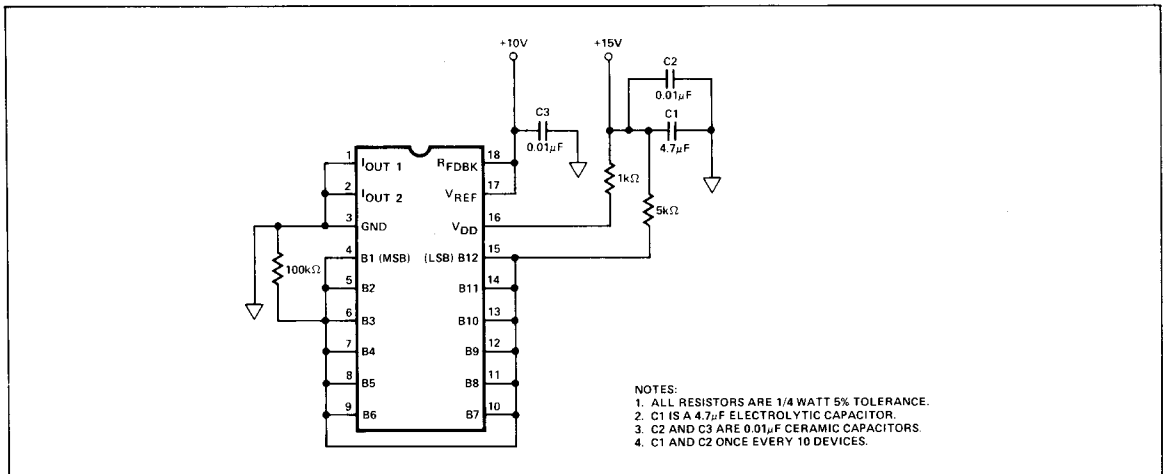 +10V
+15V
C2
0.01μF
C1
4.7μF
C3
0.01μF
1kΩ
5kΩ
100kΩ
1 IOUT 1 RFDBK 18
2 IOUT 2 VREF 17
3 GND VDD 16
4 B1 (MSB) (LSB) B12 15
5 B2 B11 14
6 B3 B10 13
7 B4 B9 12
8 B5 B8 11
9 B6 B7 10
NOTES:
1. ALL RESISTORS ARE 1/4 WATT 5% TOLERANCE.
2. C1 IS A 4.7μF ELECTROLYTIC CAPACITOR.
3. C2 AND C3 ARE 0.01μF CERAMIC CAPACITORS.
4. C1 AND C2 ONCE EVERY 10 DEVICES.